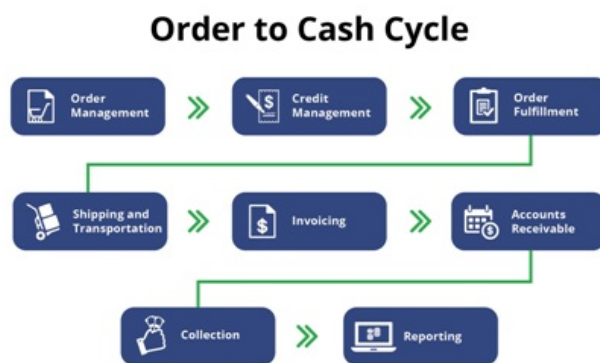 Order to Cash Cycle
Order
Management
Credit
Management
Order
Fulfillment
Shipping and
Transportation
Invoicing
Accounts
Receivable
Collection
Reporting